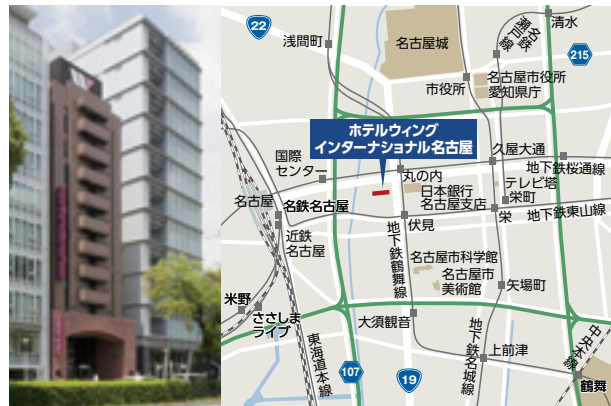 22
浅間町
名古屋城
名鉄
瀬戸線
清水
215
市役所
名古屋市役所
愛知県庁
ホテルウィング
インターナショナル名古屋
国際
センター
丸の内
久屋大通
地下鉄桜通線
日本銀行
名古屋支店
テレビ塔
栄町
名古屋
名鉄名古屋
伏見
栄
地下鉄東山線
近鉄
名古屋
地下鉄鶴舞線
名古屋市科学館
名古屋市
美術館
矢場町
米野
ささしま
ライブ
大須観音
地下鉄名城線
上前津
中央本線
東海道本線
107
19
鶴舞